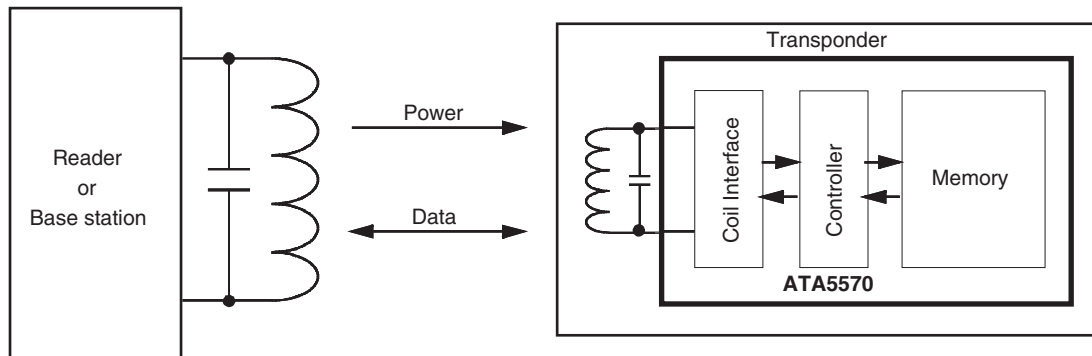 Reader
or
Base station
Power
Data
Transponder
Coil Interface
Controller
Memory
ATA5570